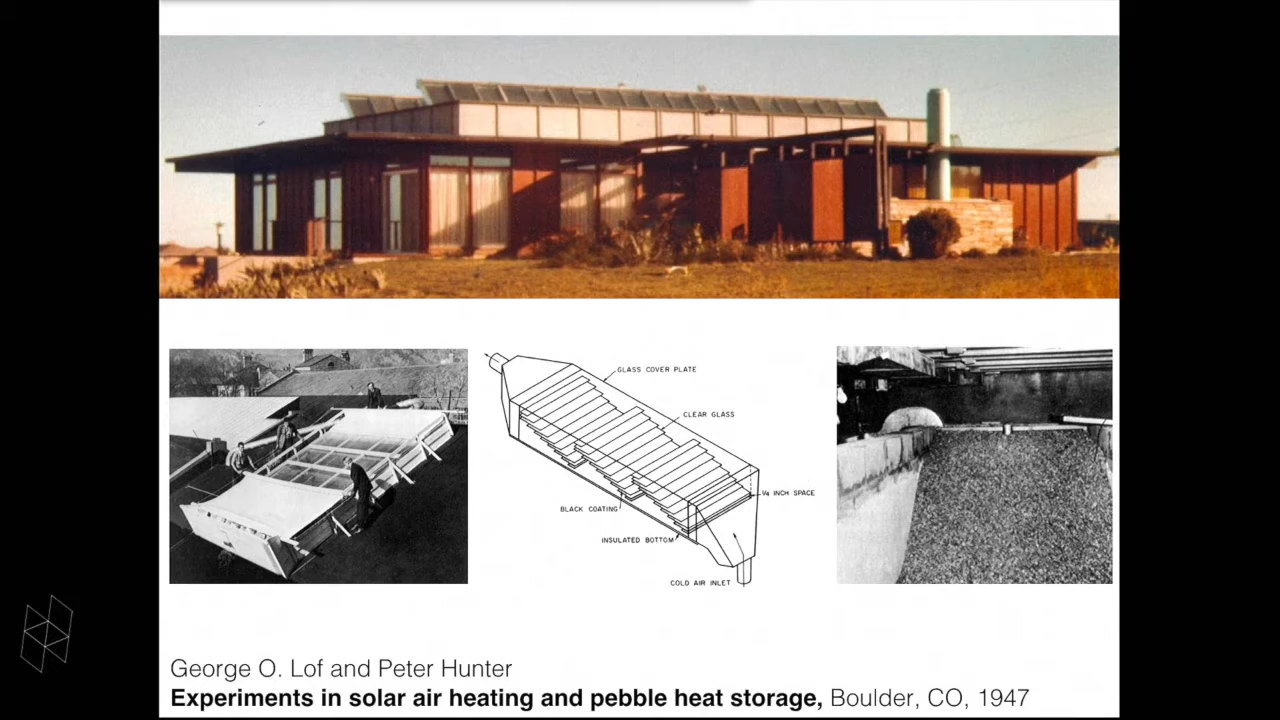 GLASS COVER PLATE
CLEAR GLASS
1/4 INCH SPACE
BLACK COATING
INSULATED BOTTOM
COLD AIR INLET
George O. Lof and Peter Hunter
Experiments in solar air heating and pebble heat storage, Boulder, CO, 1947